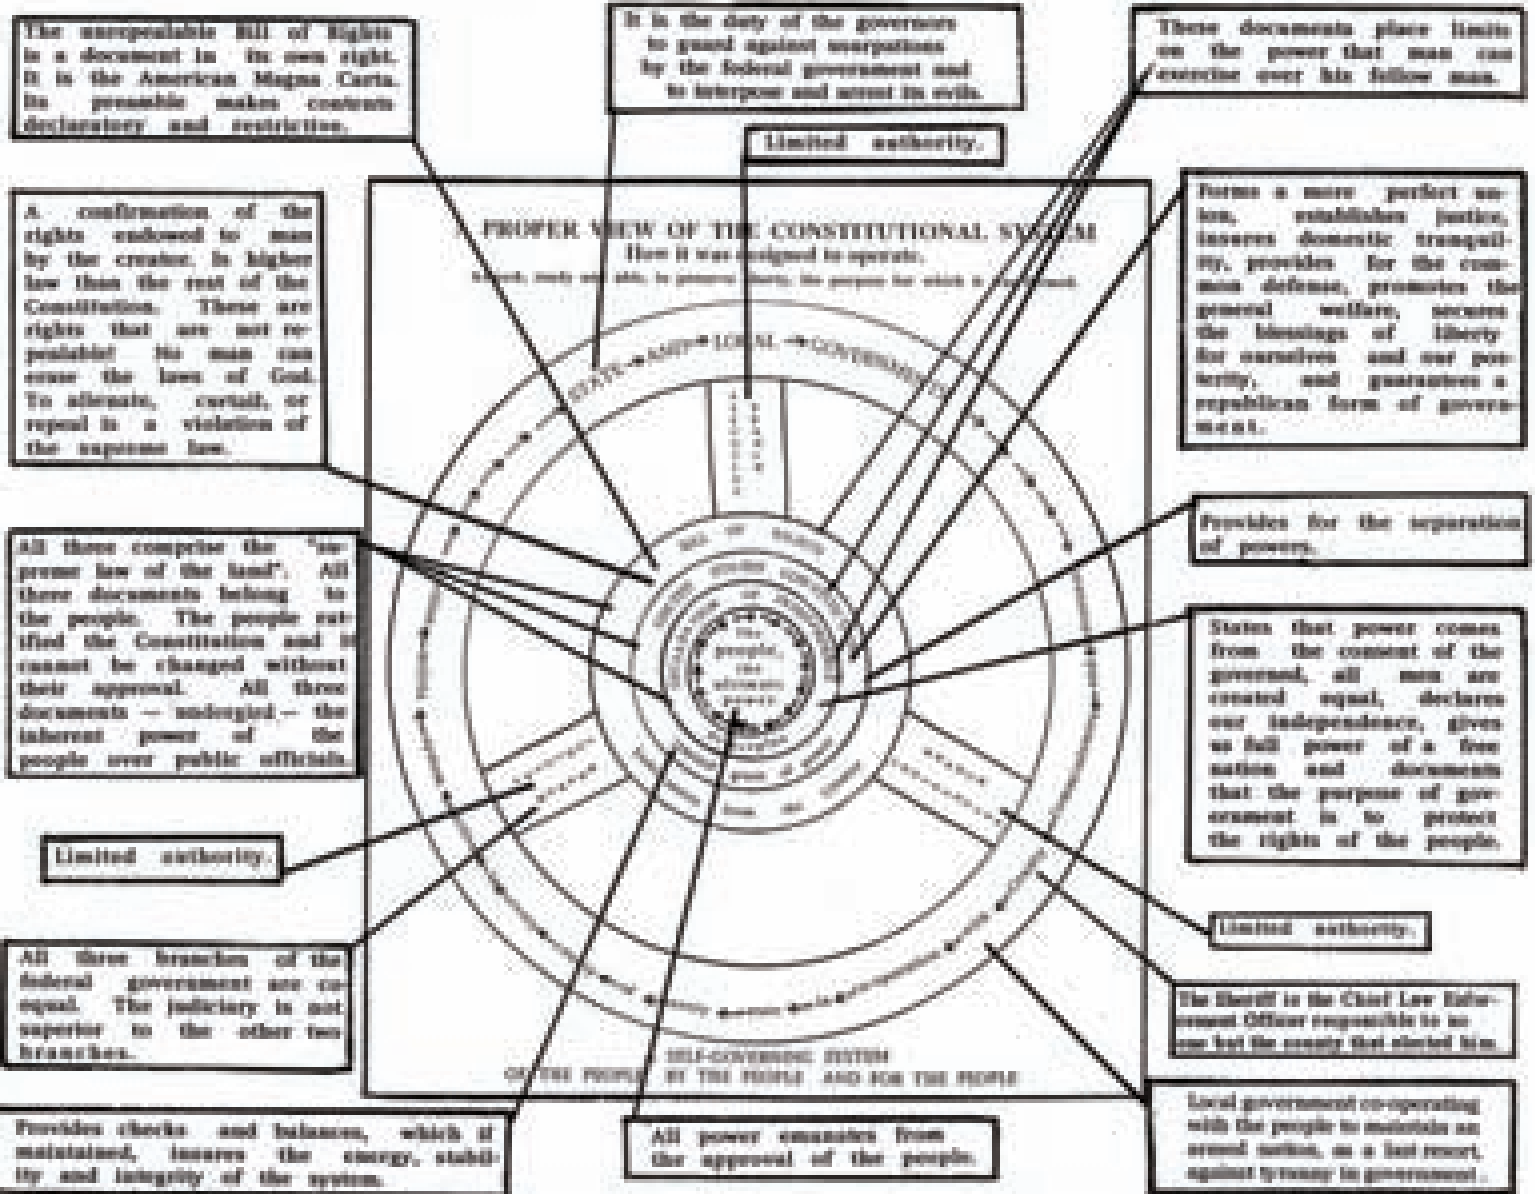 The unrepealable Bill of Rights
is a document in its own right.
It is the American Magna Carta.
Its preamble makes contents
declaratory and restrictive.
It is the duty of the governors
to guard against usurpations
by the federal government and
to interpose and arrest its evils.
These documents place limits
on the power that man can
exercise over his fellow man.
Limited authority.
A confirmation of the
rights endowed to man
by the creator, is higher
law than the rest of the
Constitution. These are
rights that are not re-
pealable! No man can
erase the laws of God.
To alienate, curtail, or
repeal is a violation of
the supreme law.
Forms a more perfect un-
ion, establishes justice,
insures domestic tranquil-
ity, provides for the com-
mon defense, promotes the
general welfare, secures
the blessings of liberty
for ourselves and our pos-
terity, and guarantees a
republican form of govern-
ment.
PROPER VIEW OF THE CONSTITUTIONAL SYSTEM
How it was designed to operate.
ready and able, to preserve liberty, the purpose for which it
STATE AND LOCAL GOVERNMENT
BILL OF RIGHTS
The
people,
the
ultimate
power
All three comprise the "su-
preme law of the land". All
three documents belong to
the people. The people rat-
ified the Constitution and it
cannot be changed without
their approval. All three
documents — undergird — the
inherent power of the
people over public officials.
Provides for the separation
of powers.
States that power comes
from the consent of the
governed, all men are
created equal, declares
our independence, gives
us full power of a free
nation and documents
that the purpose of gov-
ernment is to protect
the rights of the people.
Limited authority.
Limited authority.
All three branches of the
federal government are co-
equal. The judiciary is not
superior to the other two
branches.
The Sheriff is the Chief Law Enfor-
cement Officer responsible to no
one but the county that elected him.
SELF-GOVERNING SYSTEM
OF THE PEOPLE BY THE PEOPLE AND FOR THE PEOPLE
Provides checks and balances, which if
maintained, insures the energy, stabil-
ity and integrity of the system.
All power emanates from
the approval of the people.
Local government co-operating
with the people to maintain an
armed nation, as a last resort,
against tyranny in government.